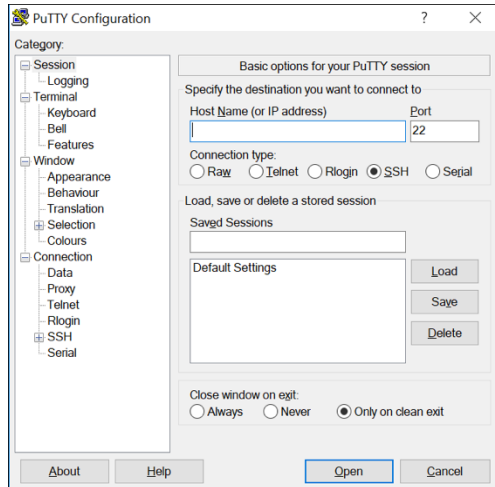 PuTTY Configuration
?
Category:
Session
Logging
Terminal
Keyboard
Bell
Features
Window
Appearance
Behaviour
Translation
Selection
Colours
Connection
Data
Proxy
Telnet
Rlogin
SSH
Serial
Basic options for your PuTTY session
Specify the destination you want to connect to
Host Name (or IP address) Port
22
Connection type:
Raw Telnet Rlogin SSH Serial
Load, save or delete a stored session
Saved Sessions
Default Settings
Load
Save
Delete
Close window on exit:
Always Never Only on clean exit
About Help Open Cancel